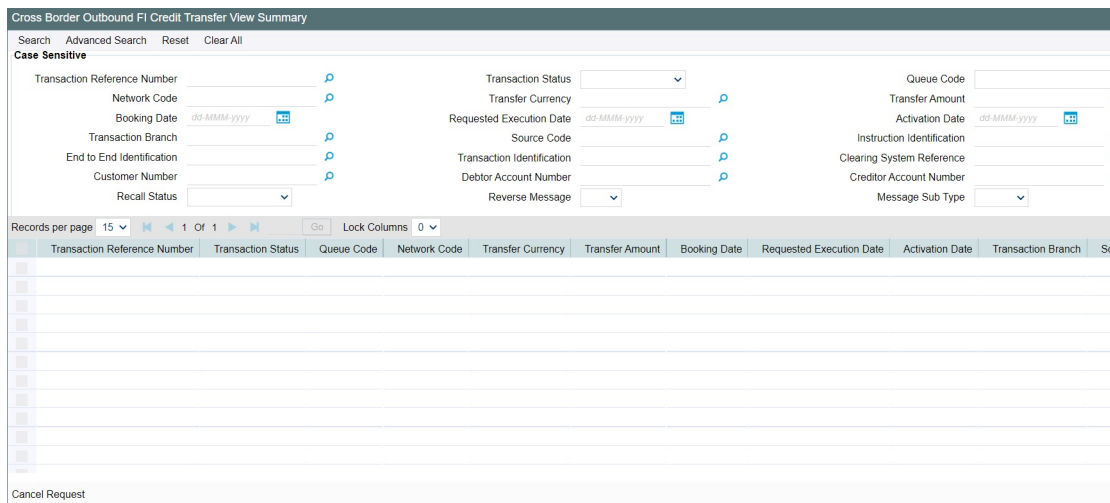 Cross Border Outbound FI Credit Transfer View Summary
Search Advanced Search Reset Clear All
Case Sensitive
Transaction Reference Number Transaction Status Queue Code
Network Code Transfer Currency Transfer Amount
Booking Date dd-MMM-yyyy Requested Execution Date dd-MMM-yyyy Activation Date dd-MMM-yyyy
Transaction Branch Source Code Instruction Identification
End to End Identification Transaction Identification Clearing System Reference
Customer Number Debtor Account Number Creditor Account Number
Recall Status Reverse Message Message Sub Type
Records per page 15 1 Of 1 Go Lock Columns 0
Transaction Reference Number Transaction Status Queue Code Network Code Transfer Currency Transfer Amount Booking Date Requested Execution Date Activation Date Transaction Branch
Cancel Request